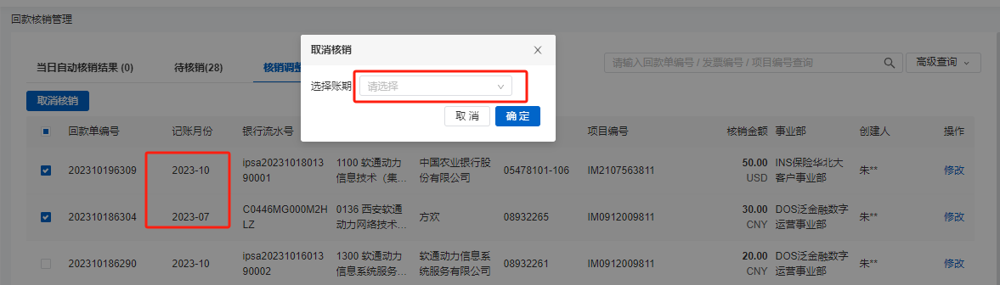 回款核销管理
取消核销
当日自动核销结果 (0)
待核销(28)
核销调整
请输入回款单编号 / 发票编号 / 项目编号查询
高级查询
选择账期:
请选择
取消核销
取 消
确 定
回款单编号
记账月份
银行流水号
项目编号
核销金额
事业部
创建人
操作
202310196309
2023-10
ipsa20231018013
90001
1100 软通动力
信息技术（集...
中国农业银行股
份有限公司
05478101-106
IM2107563811
50.00
USD
INS保险华北大
客户事业部
朱**
修改
202310186304
2023-07
C0446MG000M2H
LZ
0136 西安软通
动力网络技术...
方欢
08932265
IM0912009811
30.00
CNY
DOS泛金融数字
运营事业部
朱**
修改
202310186290
2023-10
ipsa20231016013
90002
1300 软通动力
信息系统服务...
软通动力信息系
统服务有限公司
08932261
IM0912009811
20.00
CNY
DOS泛金融数字
运营事业部
朱**
修改